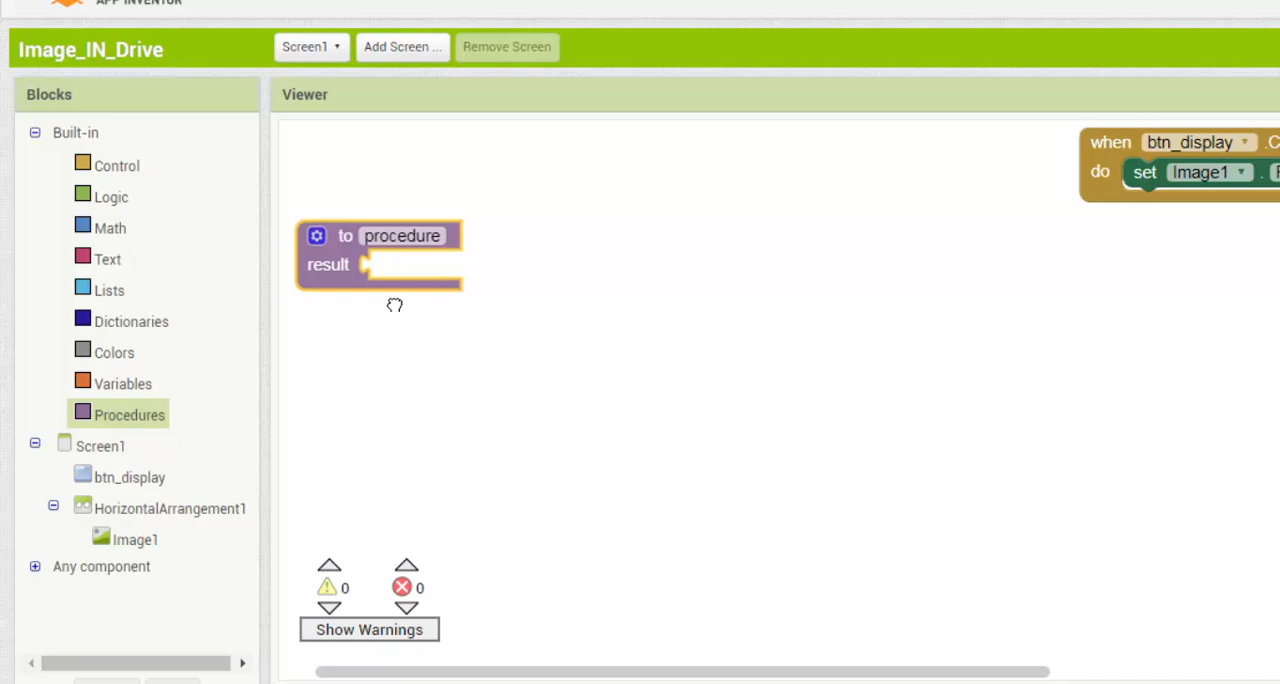 APP INVENTOR
Image_IN_Drive
Screen1
Add Screen ...
Remove Screen
Blocks
Viewer
Built-in
Control
Logic
Math
Text
Lists
Dictionaries
Colors
Variables
Procedures
Screen1
btn_display
HorizontalArrangement1
Image1
Any component
to procedure
result
when btn_display .C
do set Image1 .
0 0
Show Warnings